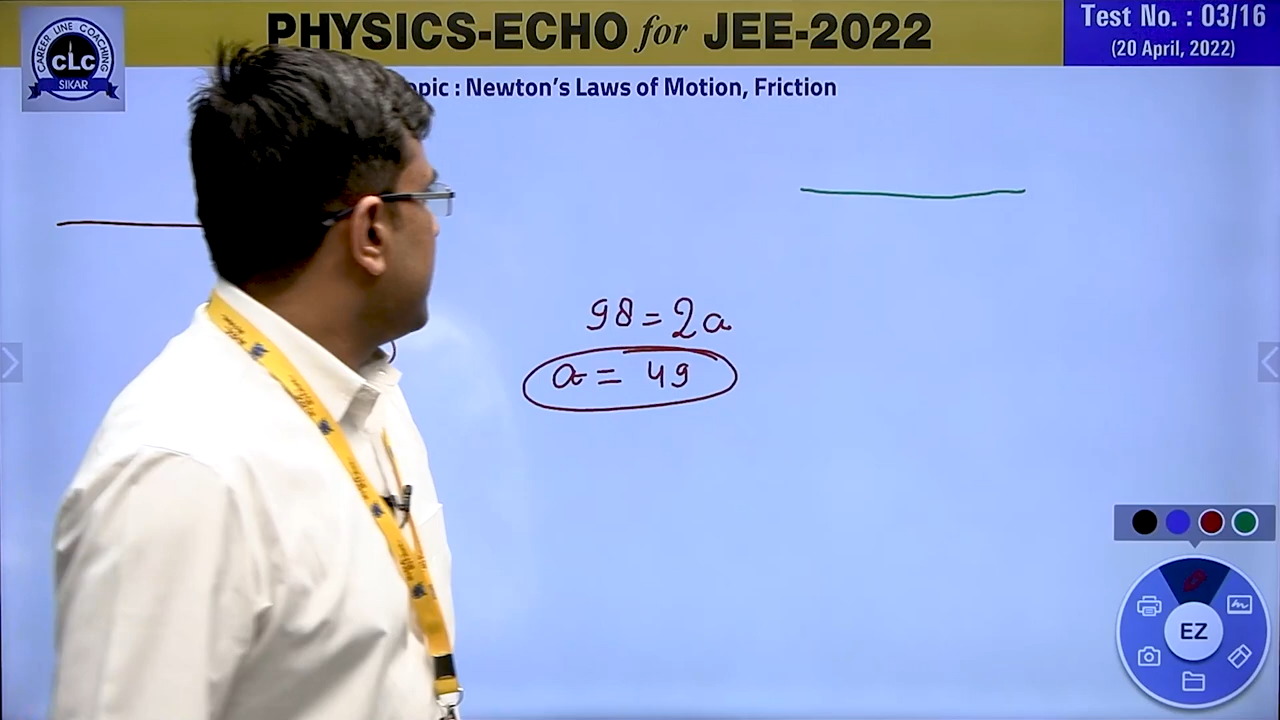 PHYSICS-ECHO for JEE-2022
Test No. : 03/16
(20 April, 2022)
CAREER LINE COACHING
CLC
SIKAR
opic : Newton's Laws of Motion, Friction
98 = 2a
a = 49
EZ